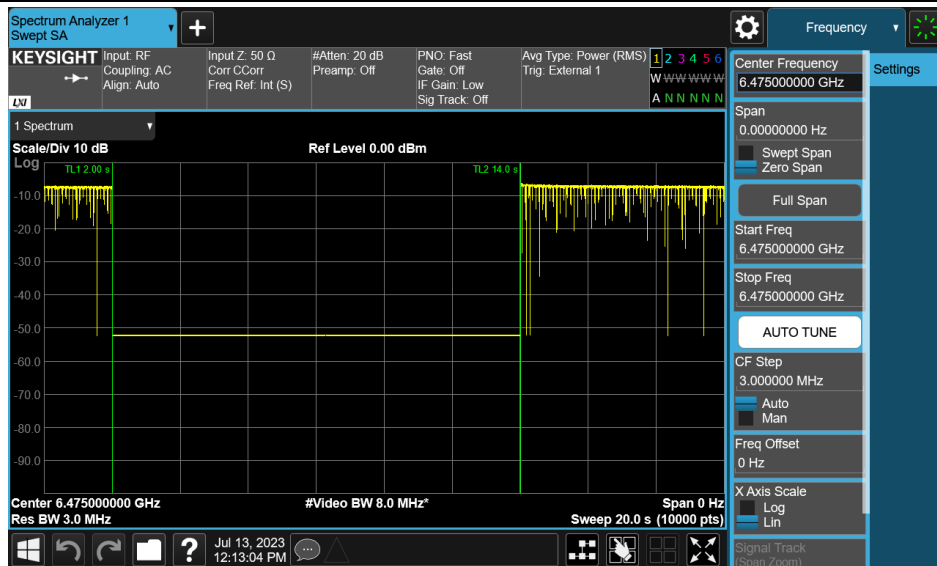 Spectrum Analyzer 1
Swept SA
Frequency
KEYSIGHT
Input: RF
Coupling: AC
Align: Auto
Input Z: 50 Ω
Corr CCorr
Freq Ref: Int (S)
#Atten: 20 dB
Preamp: Off
PNO: Fast
Gate: Off
IF Gain: Low
Sig Track: Off
Avg Type: Power (RMS)
Trig: External 1
1 2 3 4 5 6
W W W W W W
A N N N N N
LXI
Center Frequency
6.475000000 GHz
Settings
Span
0.00000000 Hz
Swept Span
Zero Span
Full Span
Start Freq
6.475000000 GHz
Stop Freq
6.475000000 GHz
AUTO TUNE
CF Step
3.000000 MHz
Auto
Man
Freq Offset
0 Hz
X Axis Scale
Log
Lin
Signal Track
(Span Zoom)
1 Spectrum
Scale/Div 10 dB
Ref Level 0.00 dBm
Log
TL1 2.00 s
TL2 14.0 s
-10.0
-20.0
-30.0
-40.0
-50.0
-60.0
-70.0
-80.0
-90.0
Center 6.475000000 GHz
#Video BW 8.0 MHz*
Span 0 Hz
Res BW 3.0 MHz
Sweep 20.0 s (10000 pts)
?
Jul 13, 2023
12:13:04 PM